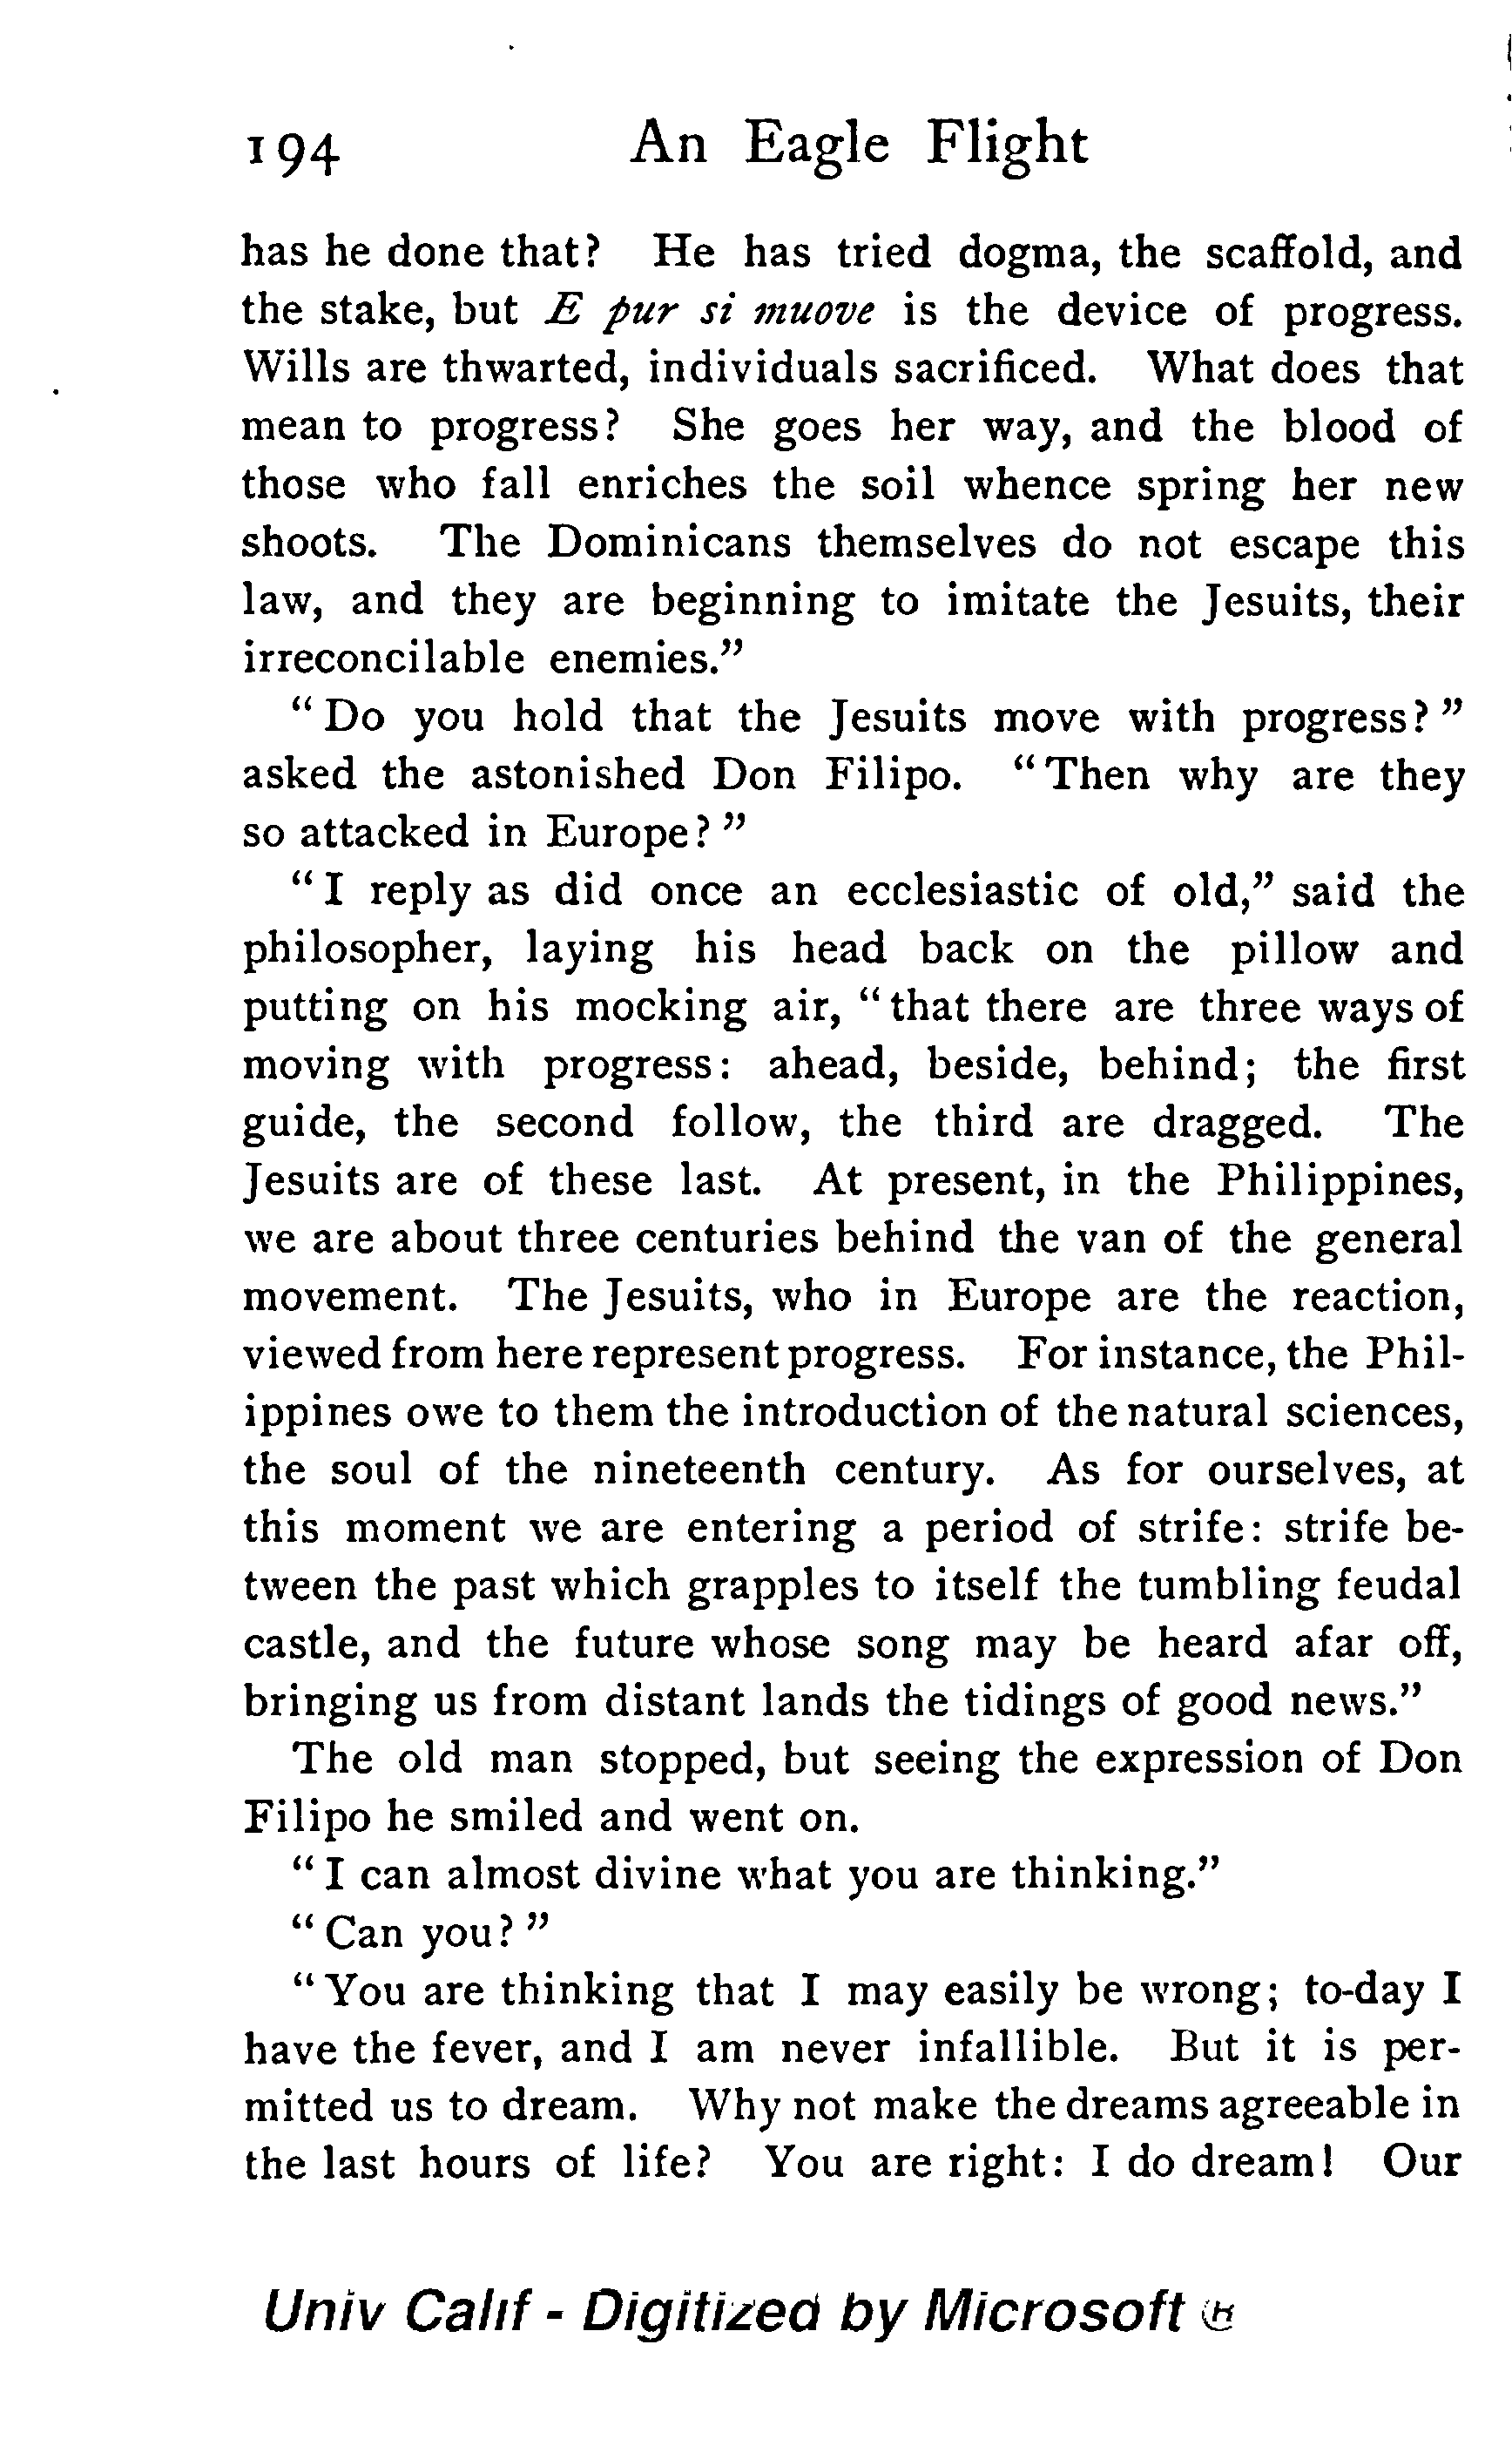 194 An Eagle Flight
has he done that? He has tried dogma, the scaffold, and
the stake, but E pur si muove is the device of progress.
Wills are thwarted, individuals sacrificed. What does that
mean to progress? She goes her way, and the blood of
those who fall enriches the soil whence spring her new
shoots. The Dominicans themselves do not escape this
law, and they are beginning to imitate the Jesuits, their
irreconcilable enemies.”
“ Do you hold that the Jesuits move with progress? ”
asked the astonished Don Filipo. “ Then why are they
so attacked in Europe? ”
“ I reply as did once an ecclesiastic of old,” said the
philosopher, laying his head back on the pillow and
putting on his mocking air, “ that there are three ways of
moving with progress: ahead, beside, behind; the first
guide, the second follow, the third are dragged. The
Jesuits are of these last. At present, in the Philippines,
we are about three centuries behind the van of the general
movement. The Jesuits, who in Europe are the reaction,
viewed from here represent progress. For instance, the Phil-
ippines owe to them the introduction of the natural sciences,
the soul of the nineteenth century. As for ourselves, at
this moment we are entering a period of strife: strife be-
tween the past which grapples to itself the tumbling feudal
castle, and the future whose song may be heard afar off,
bringing us from distant lands the tidings of good news.”
The old man stopped, but seeing the expression of Don
Filipo he smiled and went on.
“ I can almost divine what you are thinking.”
“ Can you? ”
“ You are thinking that I may easily be wrong; to-day I
have the fever, and I am never infallible. But it is per-
mitted us to dream. Why not make the dreams agreeable in
the last hours of life? You are right: I do dream! Our
Univ Calif - Digitized by Microsoft ®